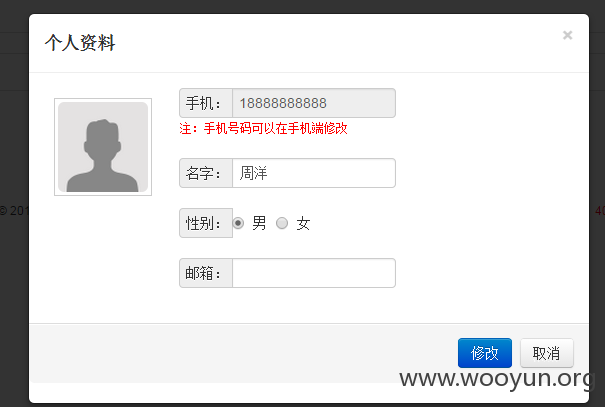 个人资料 ×
手机： 18888888888
注：手机号码可以在手机端修改
名字： 周洋
© 201
40
性别： 男 女
邮箱：
修改 取消
www.wooyun.org